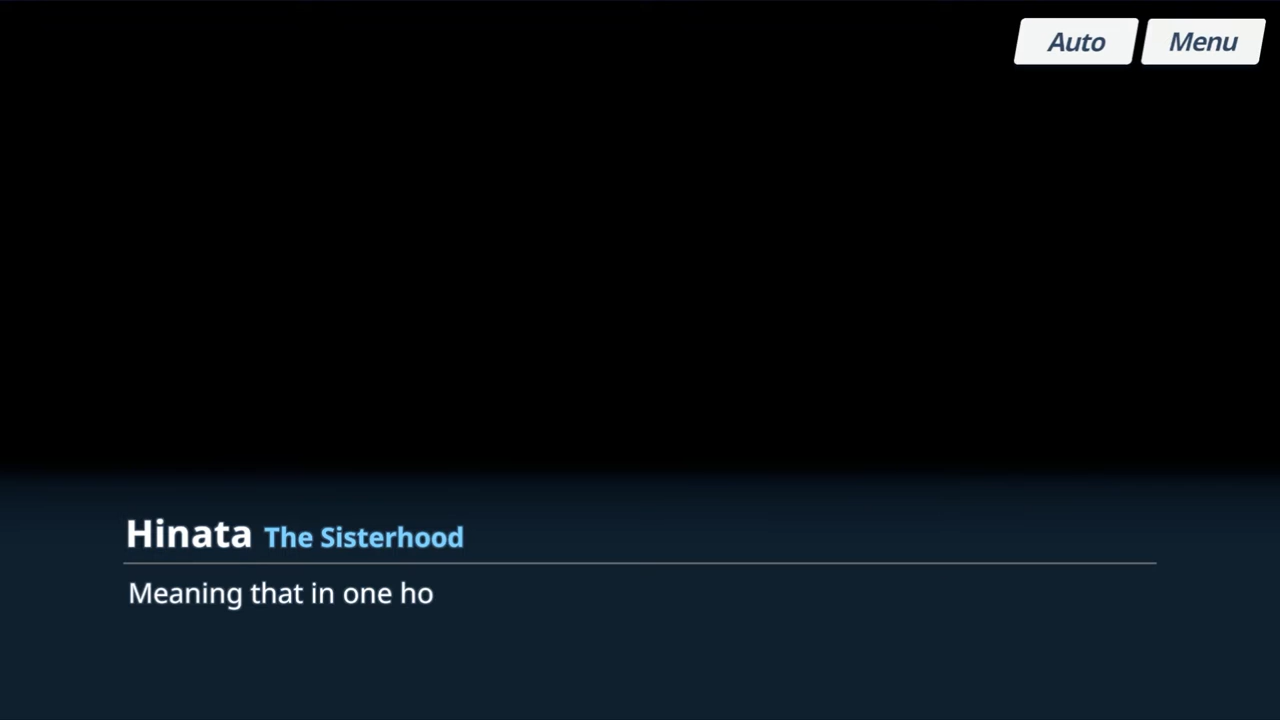 Auto
Menu
Hinata The Sisterhood
Meaning that in one ho